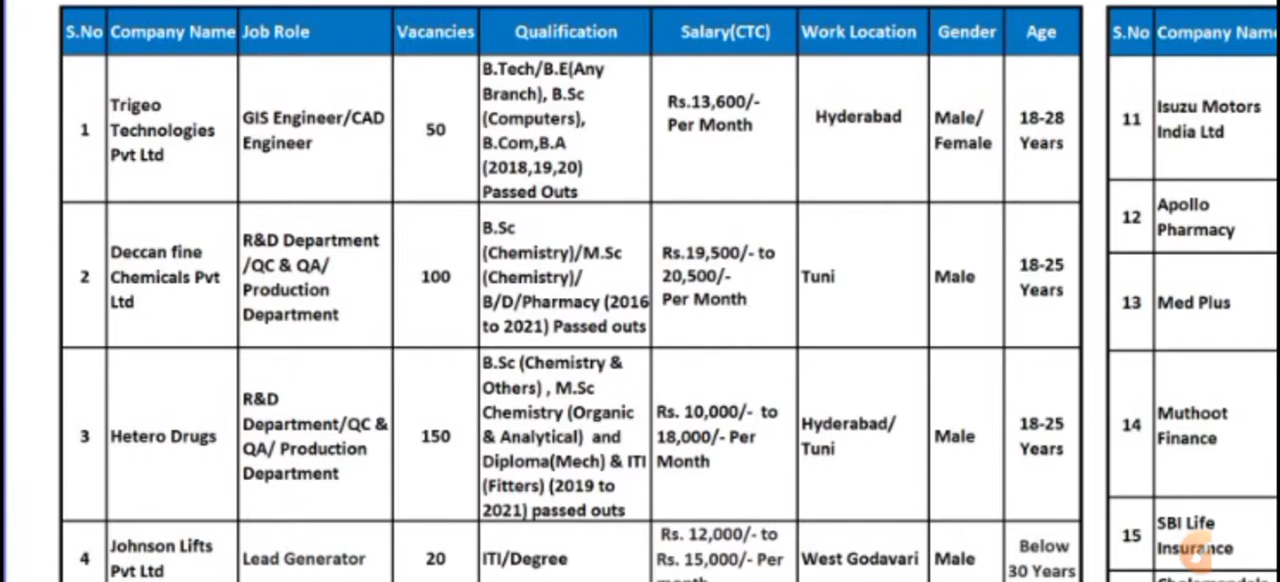 S.No Company Name Job Role Vacancies Qualification Salary(CTC) Work Location Gender Age
1
Trigeo
Technologies
Pvt Ltd
GIS Engineer/CAD
Engineer
50
B.Tech/B.E(Any
Branch), B.Sc
(Computers),
B.Com,B.A
(2018,19,20)
Passed Outs
Rs.13,600/-
Per Month
Hyderabad
Male/
Female
18-28
Years
2
Deccan fine
Chemicals Pvt
Ltd
R&D Department
/QC & QA/
Production
Department
100
B.Sc
(Chemistry)/M.Sc
(Chemistry)/
B/D/Pharmacy (2016
to 2021) Passed outs
Rs.19,500/- to
20,500/-
Per Month
Tuni
Male
18-25
Years
3
Hetero Drugs
R&D
Department/QC &
QA/ Production
Department
150
B.Sc (Chemistry &
Others) , M.Sc
Chemistry (Organic
& Analytical) and
Diploma(Mech) & ITI
(Fitters) (2019 to
2021) passed outs
Rs. 10,000/- to
18,000/- Per
Month
Hyderabad/
Tuni
Male
18-25
Years
4
Johnson Lifts
Pvt Ltd
Lead Generator
20
ITI/Degree
Rs. 12,000/- to
Rs. 15,000/- Per
West Godavari
Male
Below
30 Years
S.No Company Name
11
Isuzu Motors
India Ltd
12
Apollo
Pharmacy
13
Med Plus
14
Muthoot
Finance
15
SBI Life
Insurance